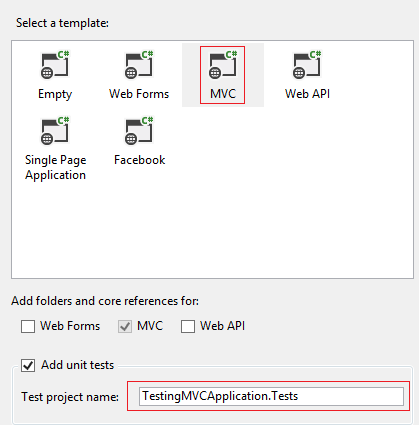 Select a template:
C# C# C# C#
Empty Web Forms MVC Web API
C# C#
Single Page Application Facebook
Add folders and core references for:
Web Forms MVC Web API
Add unit tests
Test project name: TestingMVCApplication.Tests